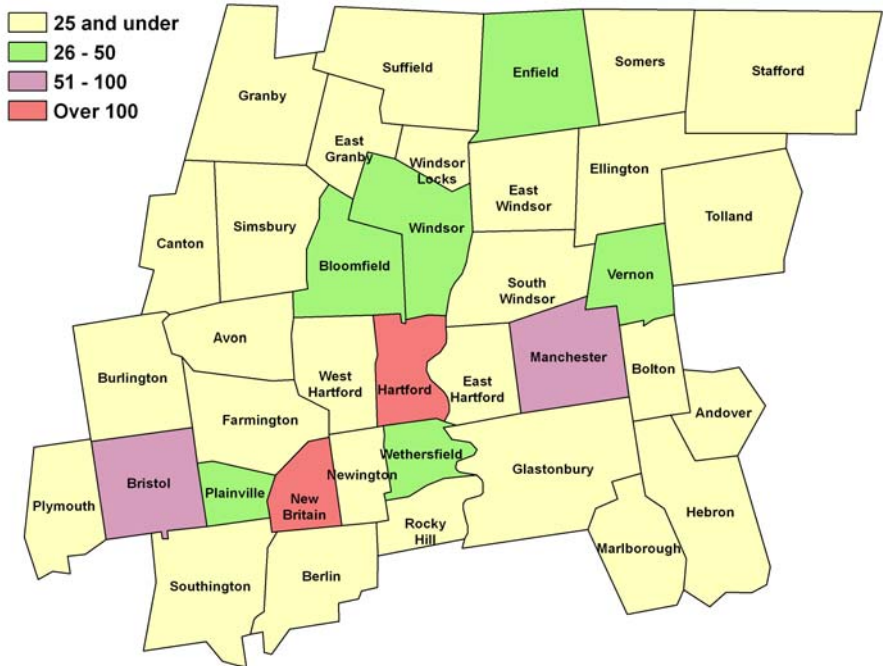 25 and under
26 - 50
51 - 100
Over 100
Granby
Suffield
Enfield
Somers
Stafford
East
Granby
Windsor
Locks
East
Windsor
Ellington
Tolland
Canton
Simsbury
Bloomfield
Windsor
South
Windsor
Vernon
Burlington
Avon
West
Hartford
Hartford
East
Hartford
Manchester
Bolton
Andover
Farmington
Plymouth
Bristol
Plainville
New
Britain
Newington
Wethersfield
Glastonbury
Hebron
Rocky
Hill
Marlborough
Southington
Berlin